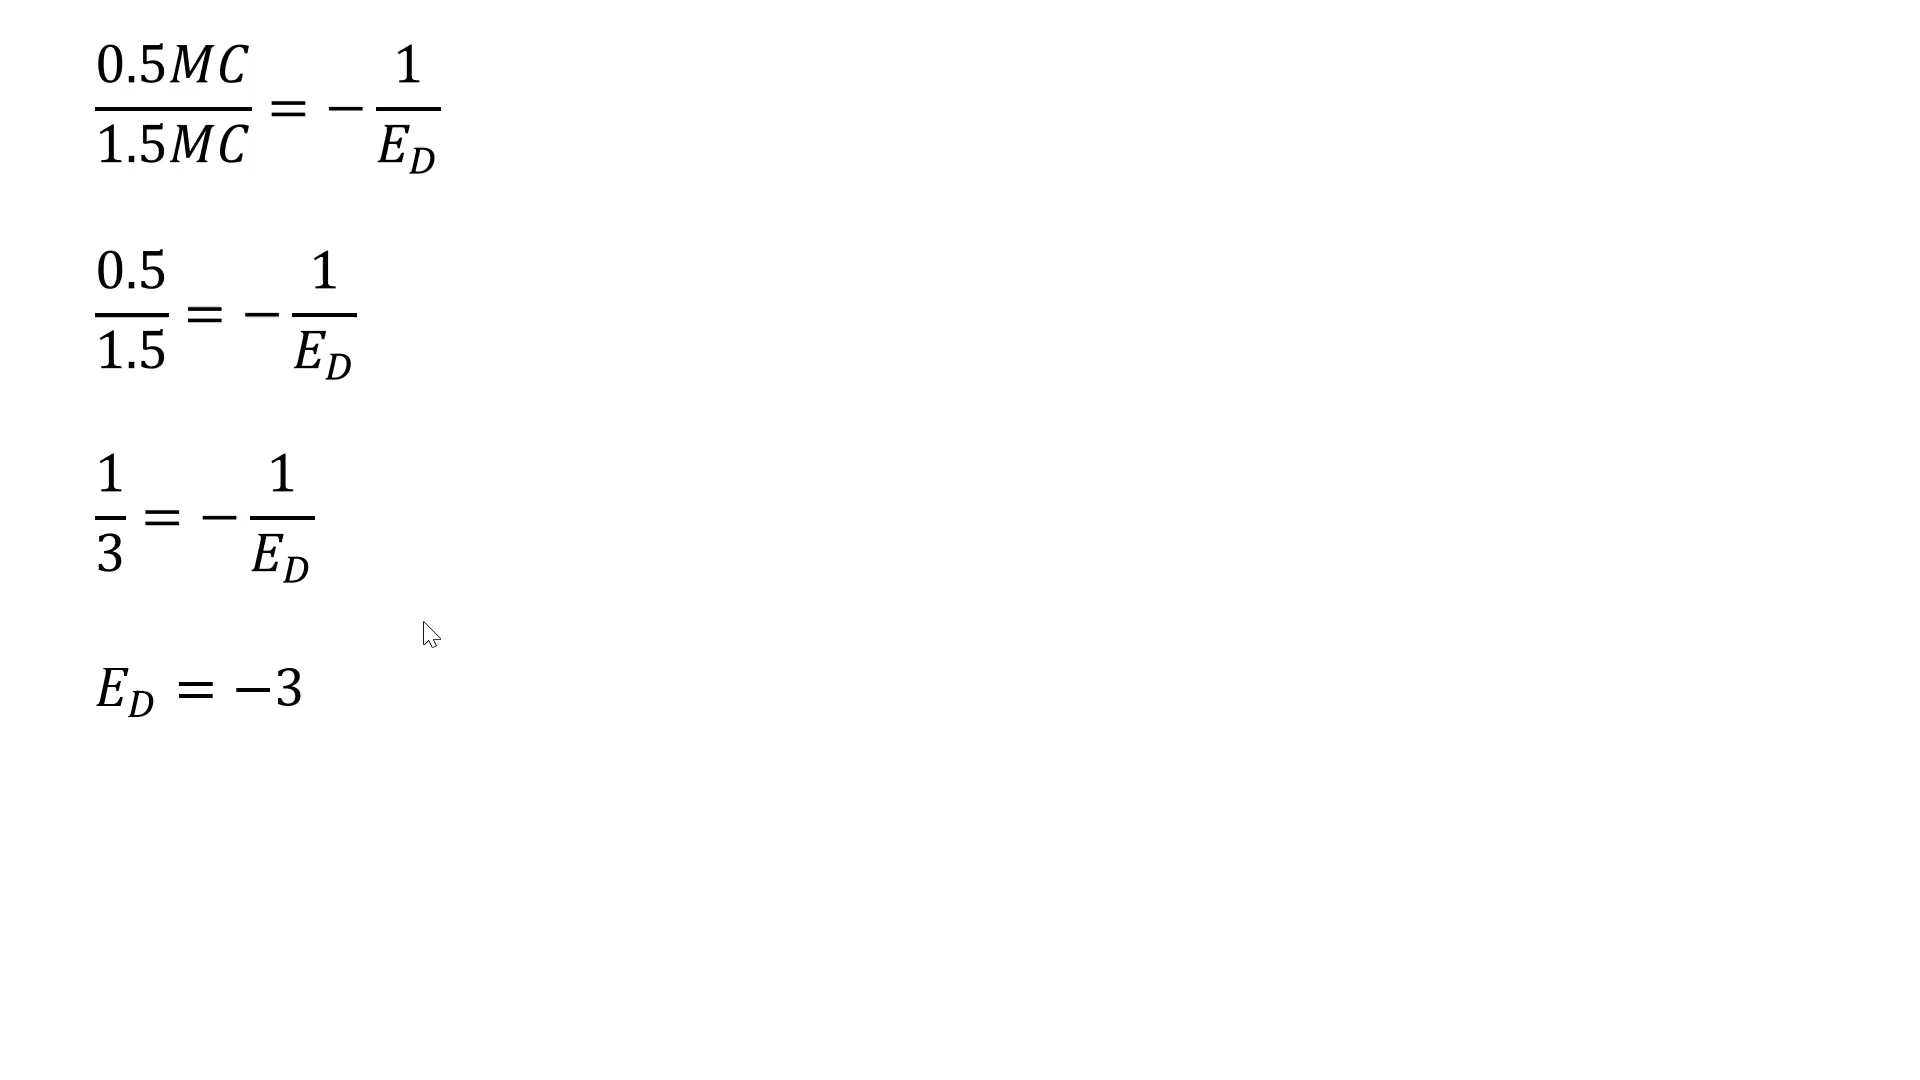 0.5MC/1.5MC = −1/E_D
0.5/1.5 = −1/E_D
1/3 = −1/E_D
E_D = −3